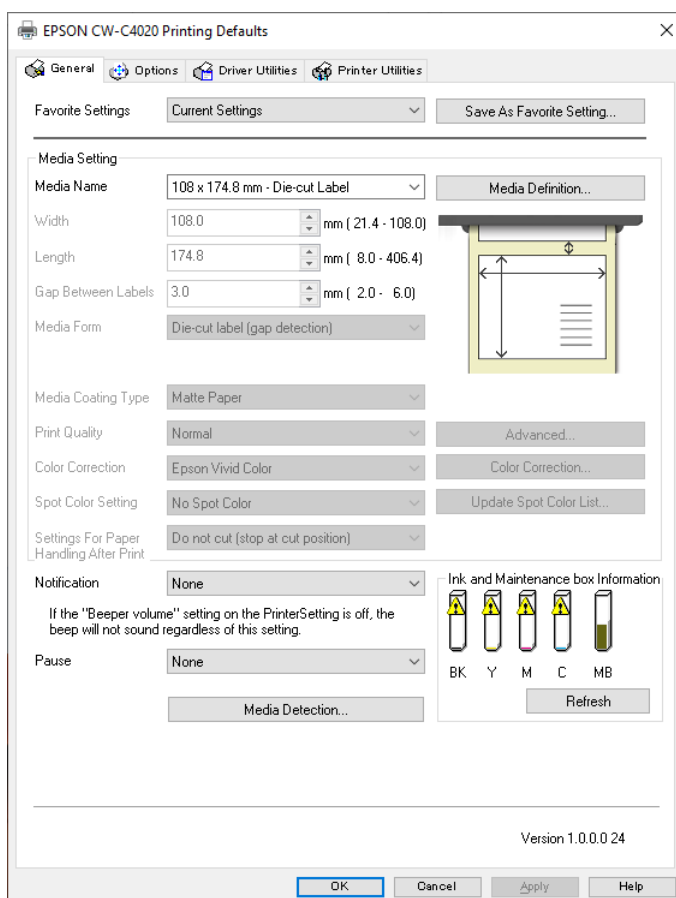 EPSON CW-C4020 Printing Defaults
General Options Driver Utilities Printer Utilities
Favorite Settings Current Settings Save As Favorite Setting...
Media Setting
Media Name 108 x 174.8 mm - Die-cut Label Media Definition...
Width 108.0 mm ( 21.4 - 108.0)
Length 174.8 mm ( 8.0 - 406.4)
Gap Between Labels 3.0 mm ( 2.0 - 6.0)
Media Form Die-cut label (gap detection)
Media Coating Type Matte Paper
Print Quality Normal Advanced...
Color Correction Epson Vivid Color Color Correction...
Spot Color Setting No Spot Color Update Spot Color List...
Settings For Paper Do not cut (stop at cut position)
Handling After Print
Notification None
Ink and Maintenance box Information
If the "Beeper volume" setting on the PrinterSetting is off, the
beep will not sound regardless of this setting.
Pause None
BK Y M C MB
Refresh
Media Detection...
Version 1.0.0.0 24
OK Cancel Apply Help